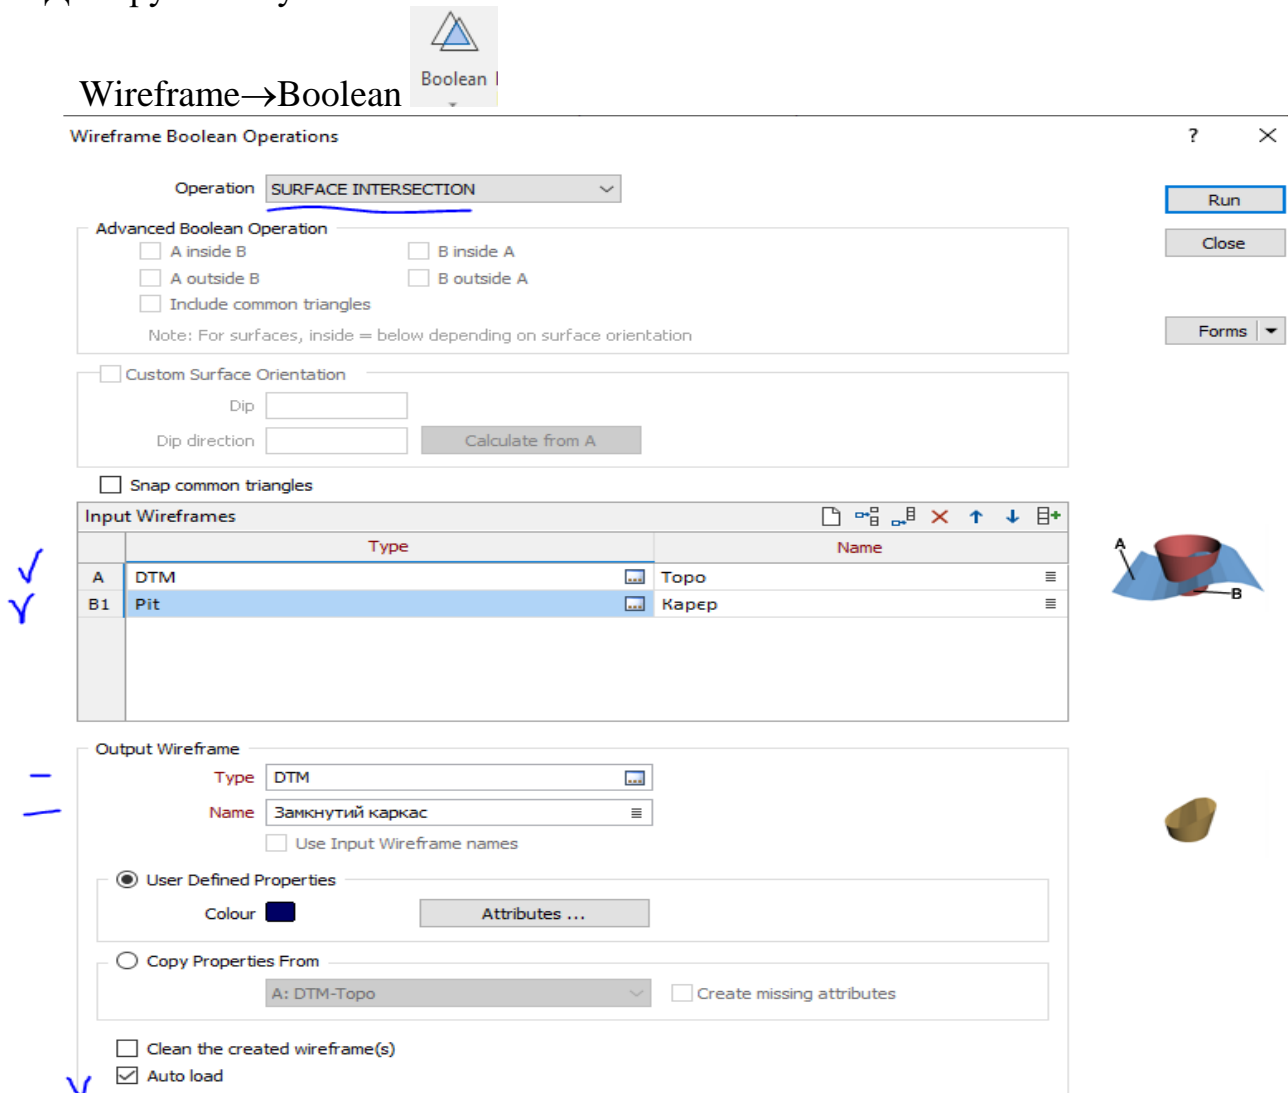 Boolean
Wireframe→Boolean
Wireframe Boolean Operations ?
Operation SURFACE INTERSECTION
Run
Advanced Boolean Operation
A inside B B inside A
Close
A outside B B outside A
Include common triangles
Note: For surfaces, inside = below depending on surface orientation
Forms
Custom Surface Orientation
Dip
Dip direction Calculate from A
Snap common triangles
Input Wireframes
Type Name
A DTM Topo
B1 Pit Карєр
A
B
Output Wireframe
Type DTM
Name Замкнутий каркас
Use Input Wireframe names
User Defined Properties
Colour Attributes ...
Copy Properties From
A: DTM-Topo Create missing attributes
Clean the created wireframe(s)
Auto load